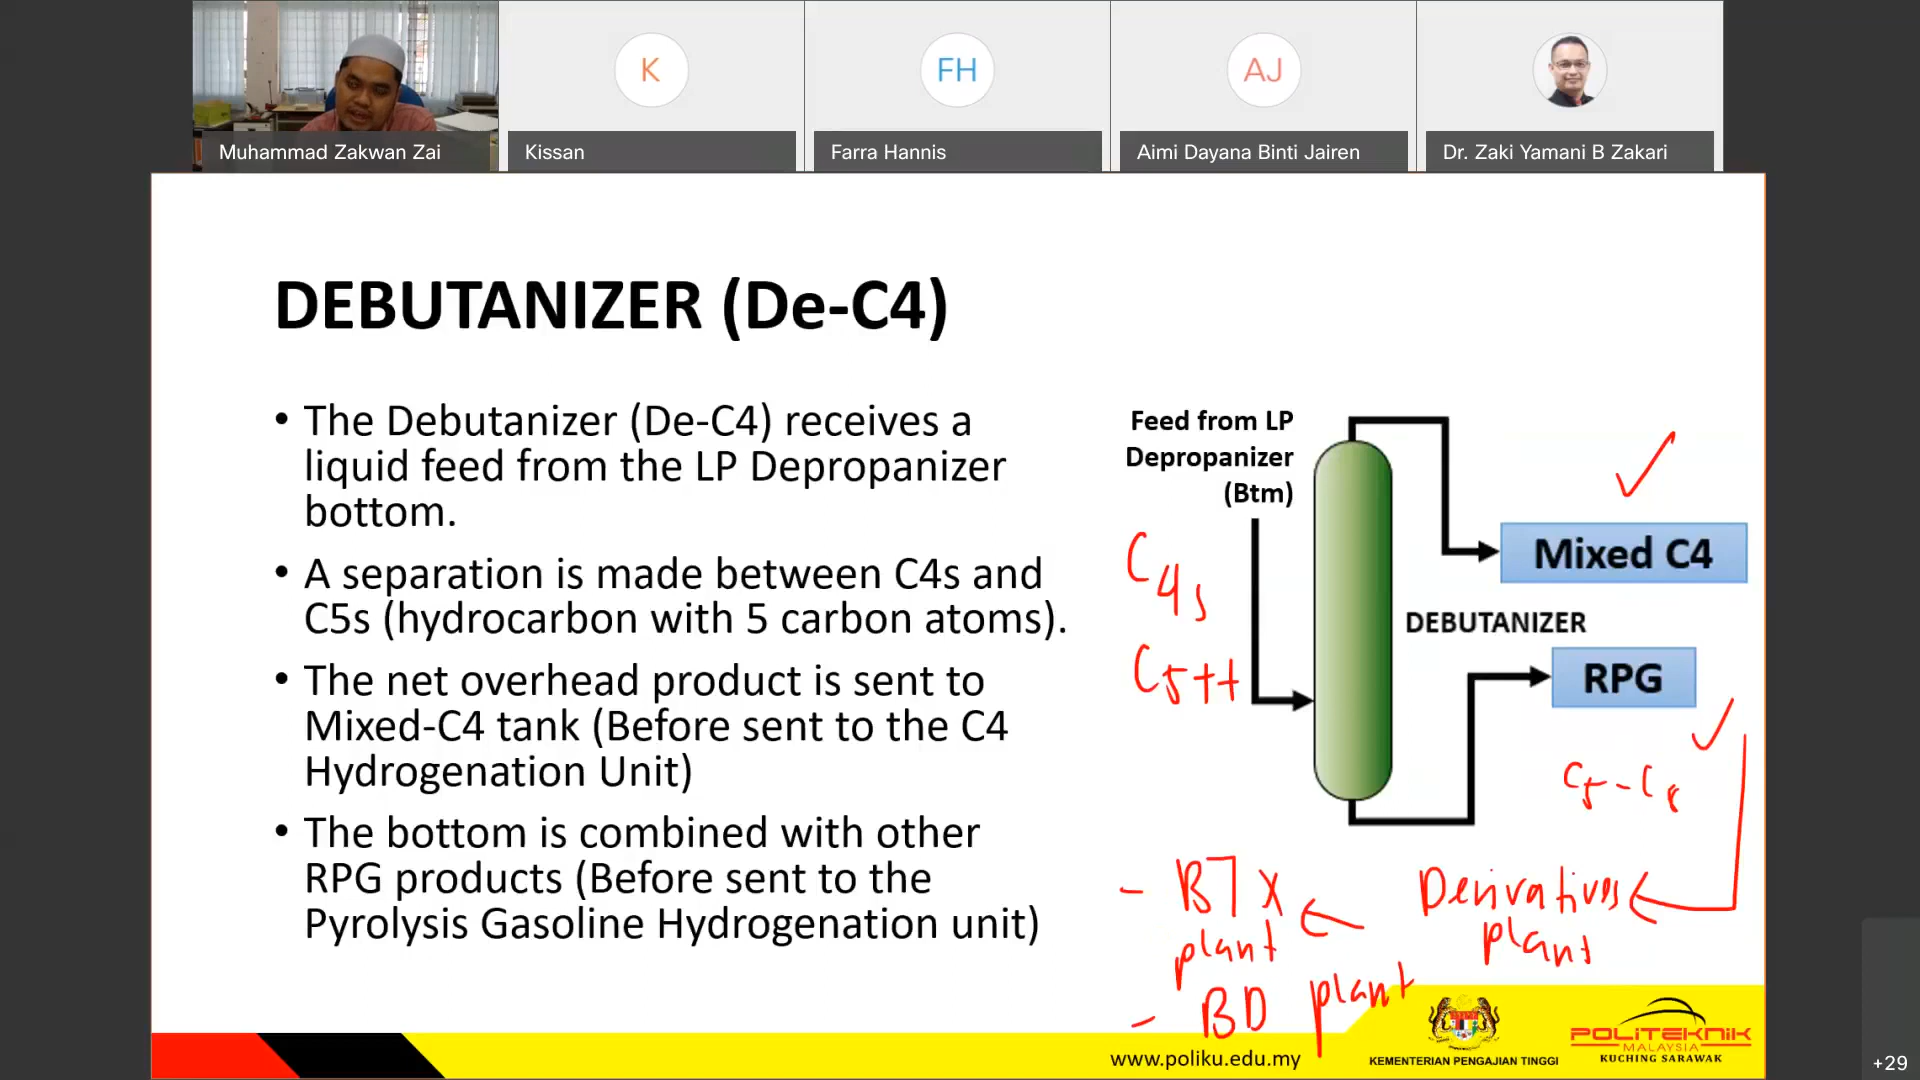 K
FH
AJ
Muhammad Zakwan Zai
Kissan
Farra Hannis
Aimi Dayana Binti Jairen
Dr. Zaki Yamani B Zakari
DEBUTANIZER (De-C4)
• The Debutanizer (De-C4) receives a
liquid feed from the LP Depropanizer
bottom.
• A separation is made between C4s and
C5s (hydrocarbon with 5 carbon atoms).
• The net overhead product is sent to
Mixed-C4 tank (Before sent to the C4
Hydrogenation Unit)
• The bottom is combined with other
RPG products (Before sent to the
Pyrolysis Gasoline Hydrogenation unit)
Feed from LP
Depropanizer
(Btm)
C4s
C5++
Mixed C4
DEBUTANIZER
RPG
C5-C8
Derivatives
plant
- BTX
plant
- BD plant
www.poliku.edu.my
KEMENTERIAN PENGAJIAN TINGGI
POLITEKNIK
MALAYSIA
KUCHING SARAWAK
+29